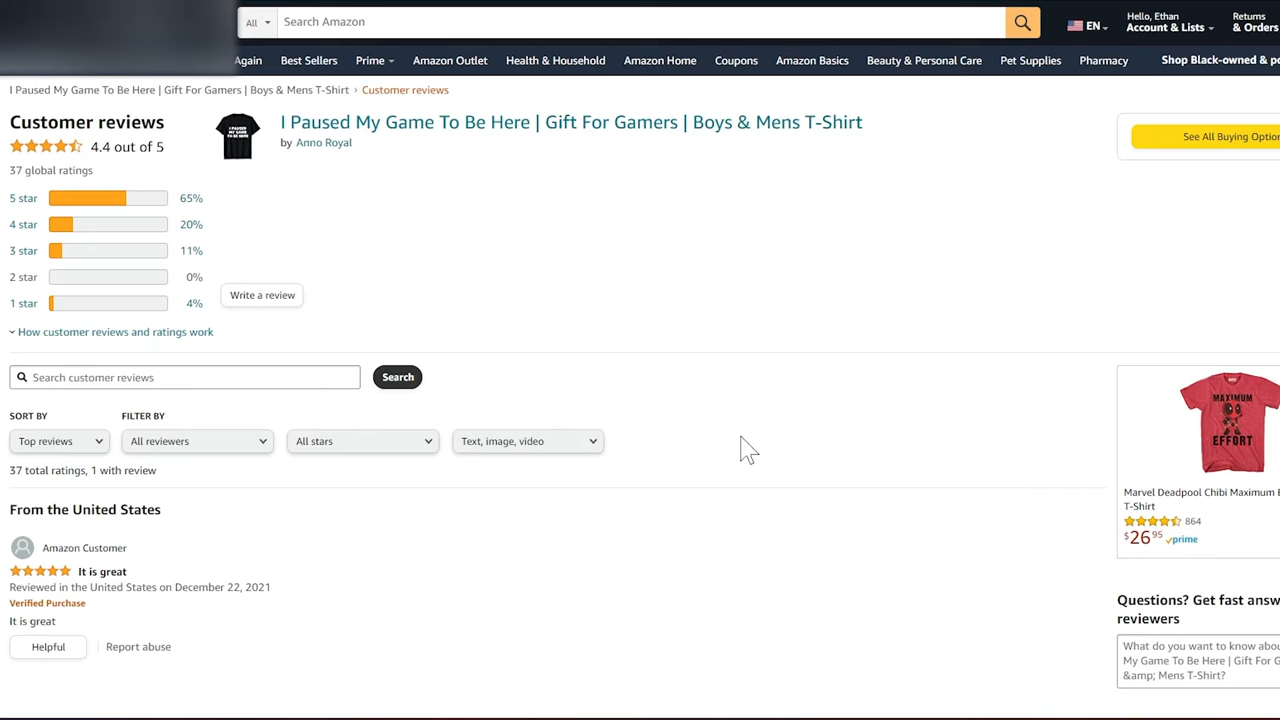 All
Search Amazon
EN
Hello, Ethan
Account & Lists
Returns
& Orders
Again
Best Sellers
Prime
Amazon Outlet
Health & Household
Amazon Home
Coupons
Amazon Basics
Beauty & Personal Care
Pet Supplies
Pharmacy
Shop Black-owned & po
I Paused My Game To Be Here | Gift For Gamers | Boys & Mens T-Shirt › Customer reviews
Customer reviews
4.4 out of 5
37 global ratings
5 star 65%
4 star 20%
3 star 11%
2 star 0%
1 star 4%
How customer reviews and ratings work
I PAUSED
MY GAME
TO BE HERE
I Paused My Game To Be Here | Gift For Gamers | Boys & Mens T-Shirt
by Anno Royal
Write a review
See All Buying Option
Search customer reviews
Search
SORT BY
FILTER BY
Top reviews
All reviewers
All stars
Text, image, video
37 total ratings, 1 with review
From the United States
Amazon Customer
It is great
Reviewed in the United States on December 22, 2021
Verified Purchase
It is great
Helpful
Report abuse
MAXIMUM
EFFORT
Marvel Deadpool Chibi Maximum E
T-Shirt
864
$26.95 prime
Questions? Get fast answ
reviewers
What do you want to know abou
My Game To Be Here | Gift For G
&amp; Mens T-Shirt?